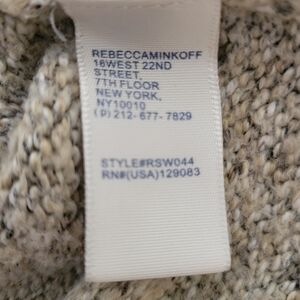 REBECCAMINKOFF
16WEST 22ND
STREET,
7TH FLOOR
NEW YORK,
NY10010
(P) 212- 677- 7829
STYLE#RSW044
RN#(USA)129083